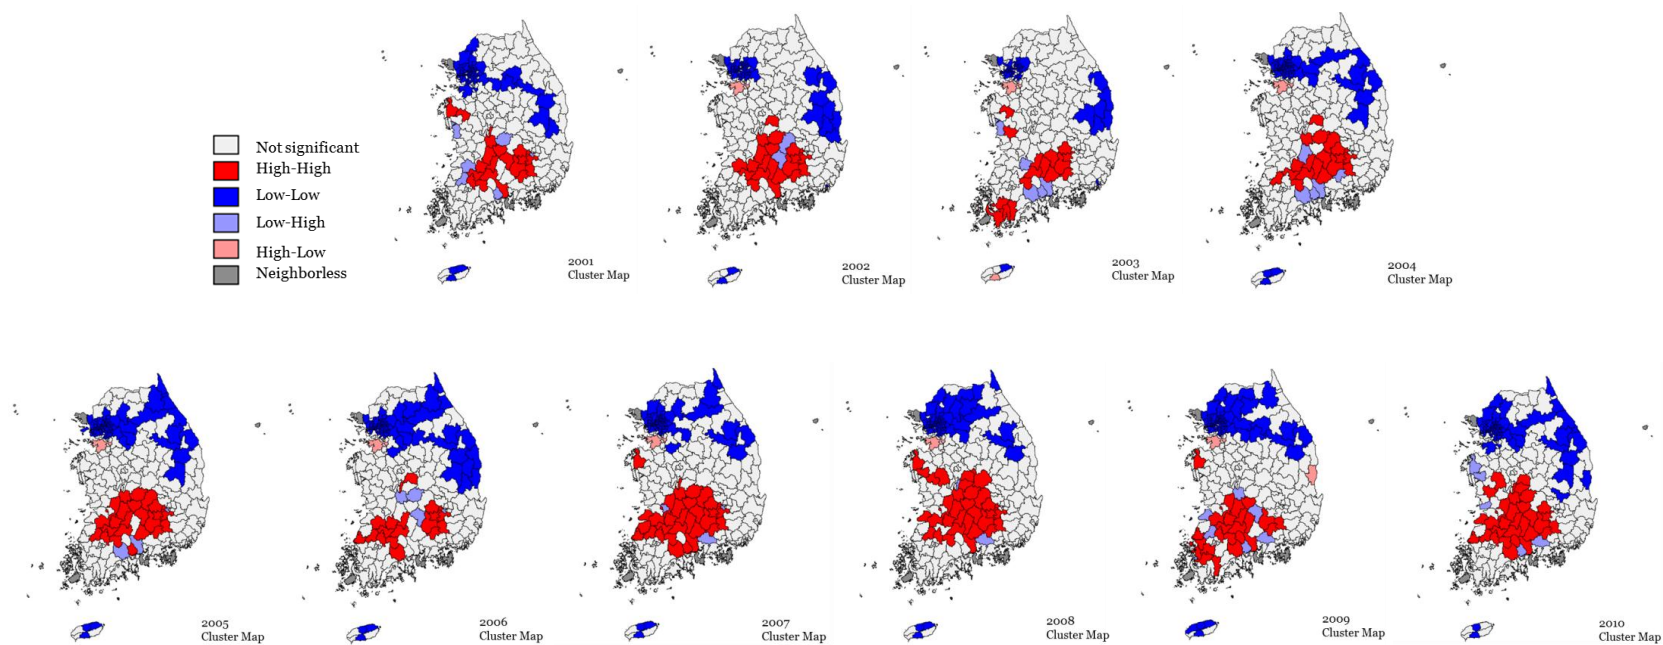 Not significant
High-High
Low-Low
Low-High
High-Low
Neighborless
2001
Cluster Map
2002
Cluster Map
2003
Cluster Map
2004
Cluster Map
2005
Cluster Map
2006
Cluster Map
2007
Cluster Map
2008
Cluster Map
2009
Cluster Map
2010
Cluster Map